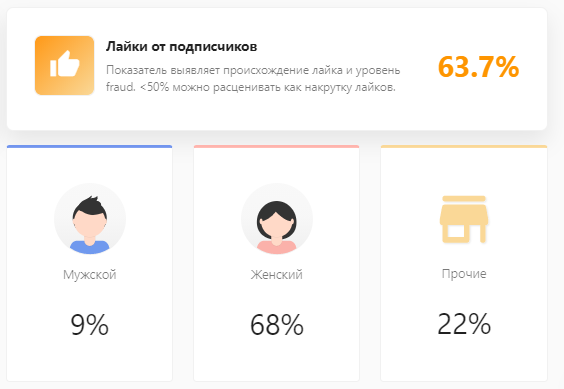 Лайки от подписчиков
Показатель выявляет происхождение лайка и уровень
fraud. <50% можно расценивать как накрутку лайков.
63.7%
Мужской
9%
Женский
68%
Прочие
22%